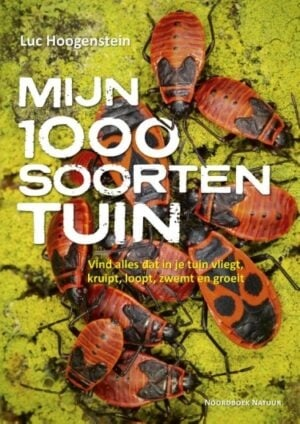 Luc Hoogenstein
MIJN
1000
SOORTEN
TUIN
Vind alles dat in je tuin vliegt,
kruipt, loopt, zwemt en groeit
NOORDBOEK NATUUR